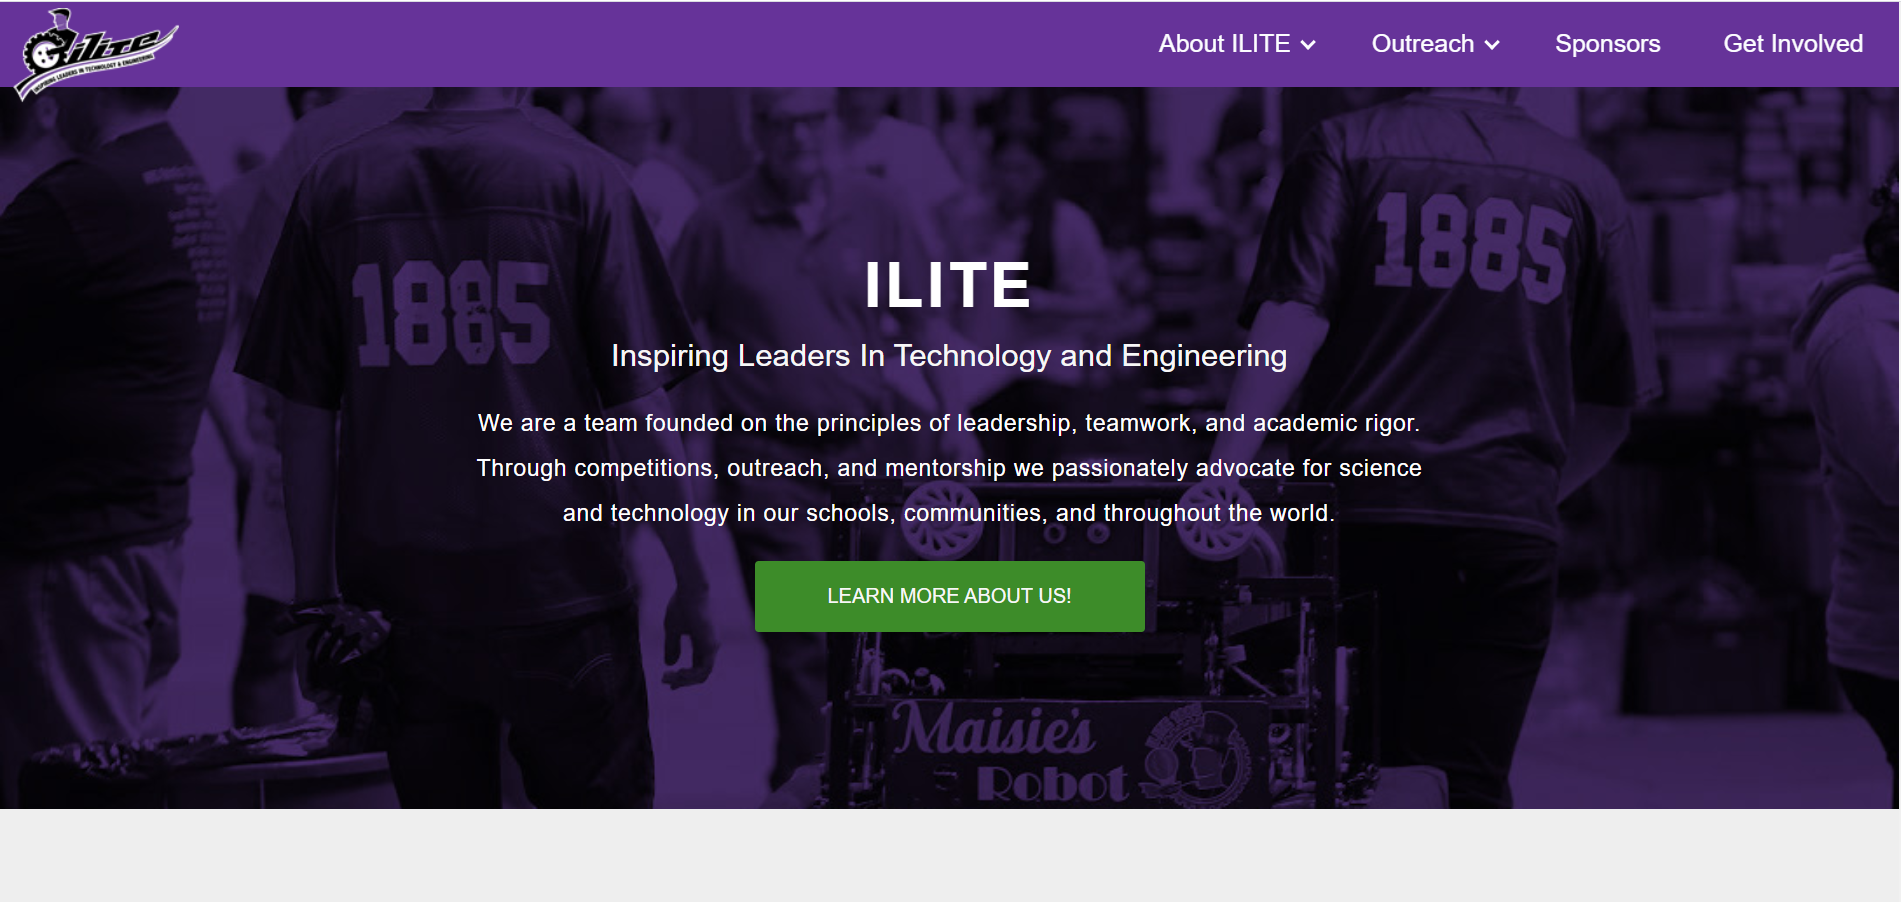 ilite
INSPIRING LEADERS IN TECHNOLOGY & ENGINEERING
About ILITE
Outreach
Sponsors
Get Involved
1885
1885
ILITE
Inspiring Leaders In Technology and Engineering
We are a team founded on the principles of leadership, teamwork, and academic rigor.
Through competitions, outreach, and mentorship we passionately advocate for science
and technology in our schools, communities, and throughout the world.
LEARN MORE ABOUT US!
Maisie's
Robot